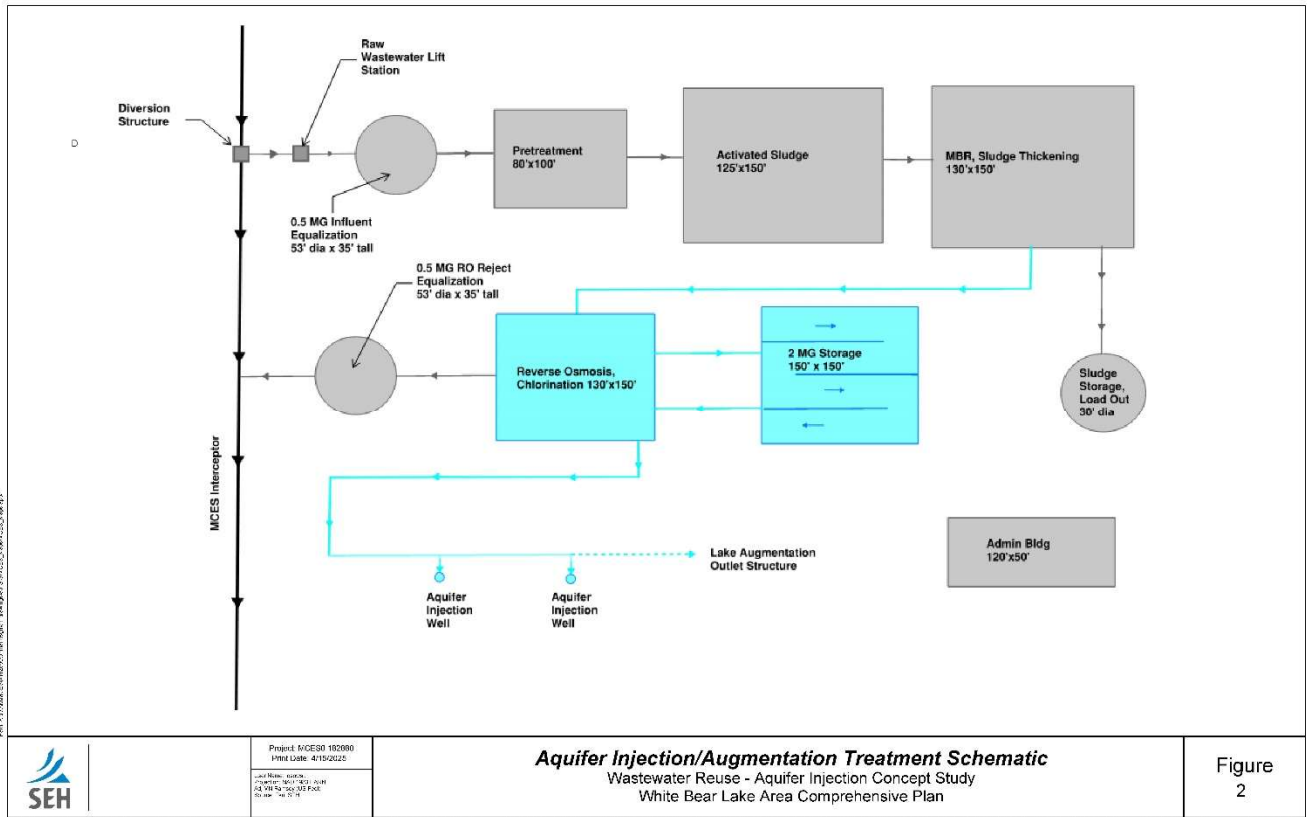 Raw
Wastewater Lift
Station
Diversion
Structure
D
Pretreatment
80'x100'
Activated Sludge
125'x150'
MBR, Sludge Thickening
130'x150'
0.5 MG Influent
Equalization
53' dia x 35' tall
0.5 MG RO Reject
Equalization
53' dia x 35' tall
Reverse Osmosis,
Chlorination 130'x150'
2 MG Storage
150' x 150'
Sludge
Storage,
Load Out
30' dia
MCES Interceptor
Admin Bldg
120'x50'
Lake Augmentation
Outlet Structure
Aquifer
Injection
Well
Aquifer
Injection
Well
SEH
Project: MCES0 182880
Print Date: 4/15/2025
Aquifer Injection/Augmentation Treatment Schematic
Wastewater Reuse - Aquifer Injection Concept Study
White Bear Lake Area Comprehensive Plan
Figure
2